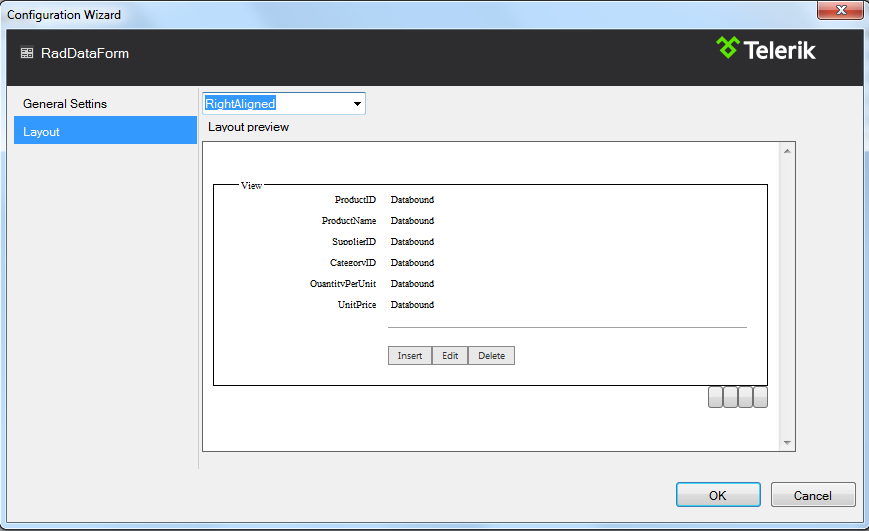 Configuration Wizard
RadDataForm
Telerik
General Settins
Layout
RightAligned
Layout preview
View
ProductID Databound
ProductName Databound
SupplierID Databound
CategoryID Databound
QuantityPerUnit Databound
UnitPrice Databound
Insert Edit Delete
OK Cancel